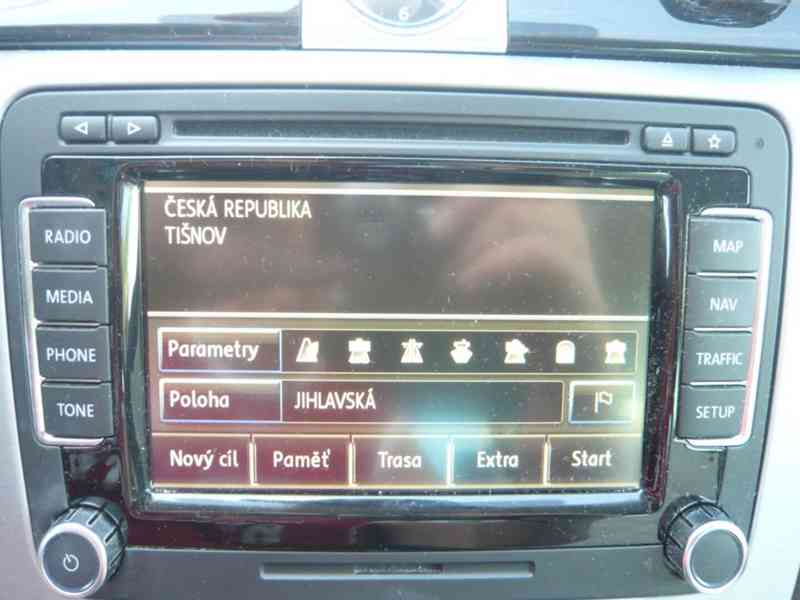 6
ČESKÁ REPUBLIKA
TIŠNOV
RADIO
MEDIA
PHONE
TONE
Parametry
Poloha JIHLAVSKÁ
Nový cíl Paměť Trasa Extra Start
MAP
NAV
TRAFFIC
SETUP